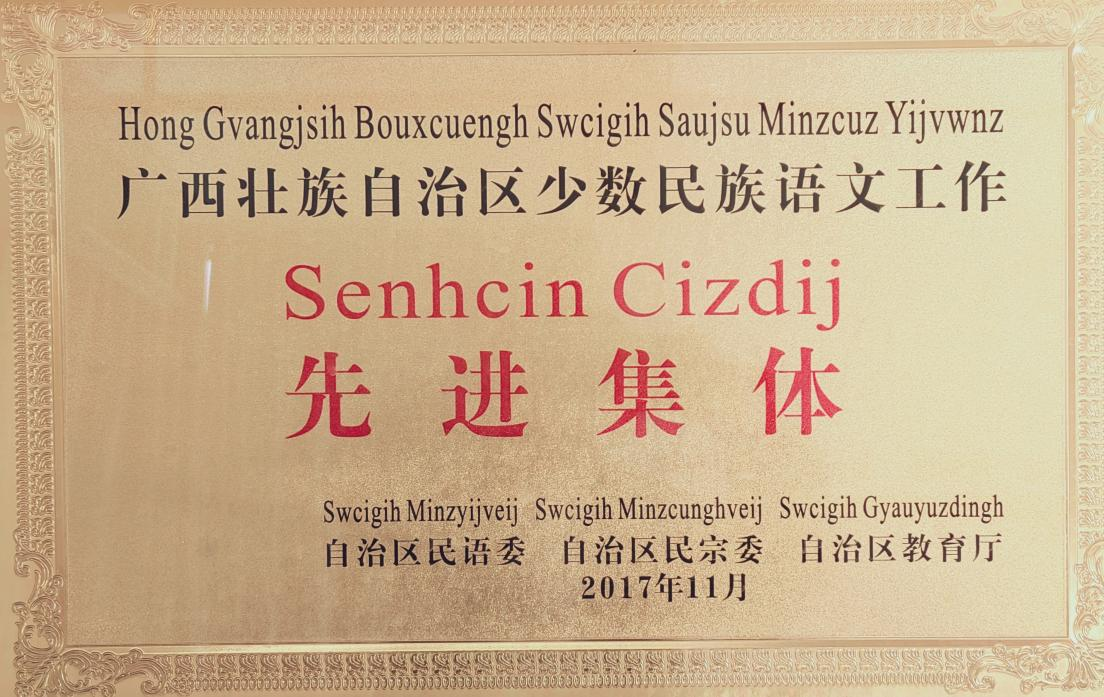 Hong Gvangjsih Bouxcuengh Swcigih Saujsu Minzcuz Yijvwnz
广西壮族自治区少数民族语文工作
Senhcin Cizdij
先进集体
Swcigih Minzyijveij Swcigih Minzcunghveij Swcigih Gyauyuzdingh
自治区民语委 自治区民宗委 自治区教育厅
2017年11月